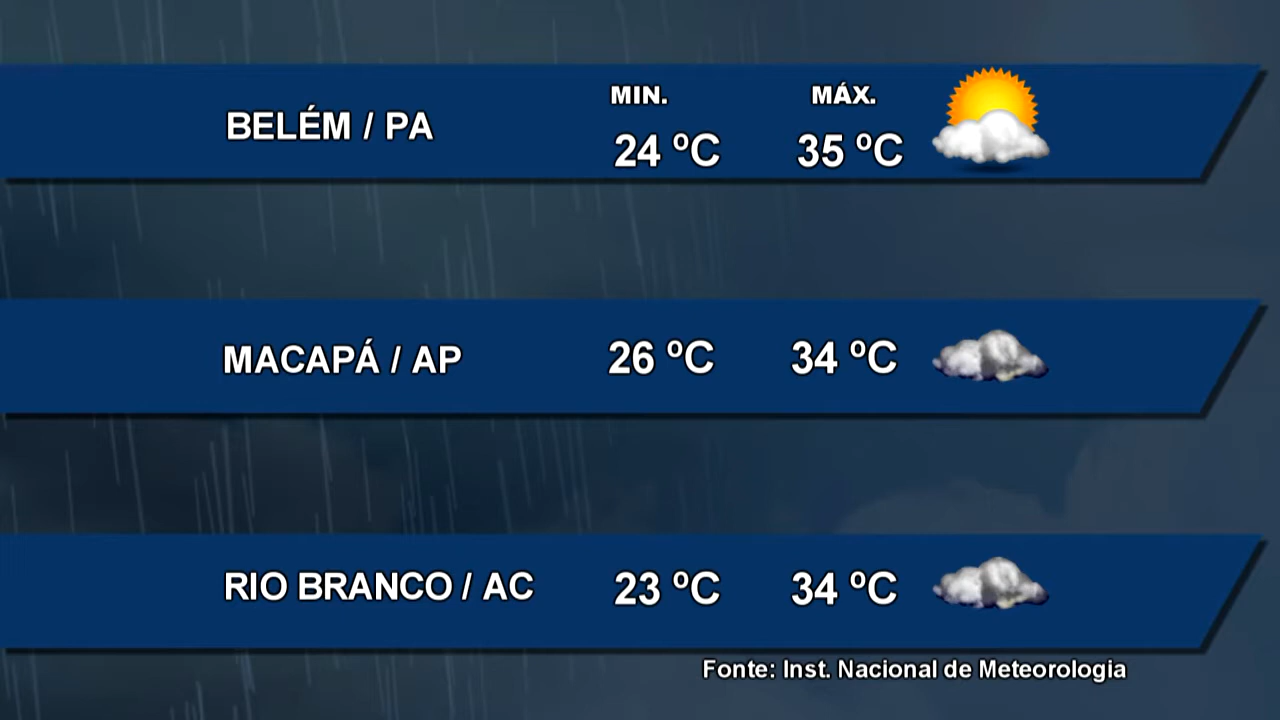 MIN. MÁX.
BELÉM / PA 24 ºC 35 ºC
MACAPÁ / AP 26 ºC 34 ºC
RIO BRANCO / AC 23 ºC 34 ºC
Fonte: Inst. Nacional de Meteorologia